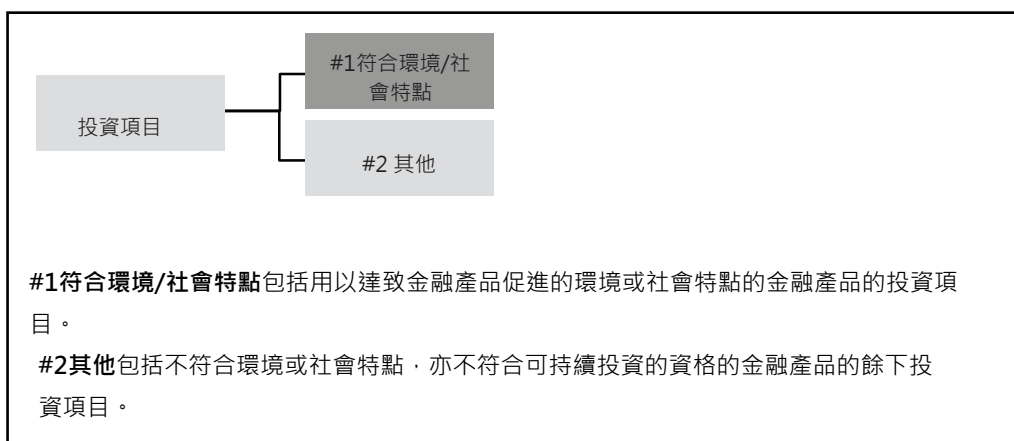 #1符合環境/社
會特點
投資項目
#2 其他
#1符合環境/社會特點包括用以達致金融產品促進的環境或社會特點的金融產品的投資項
目。
#2其他包括不符合環境或社會特點，亦不符合可持續投資的資格的金融產品的餘下投
資項目。